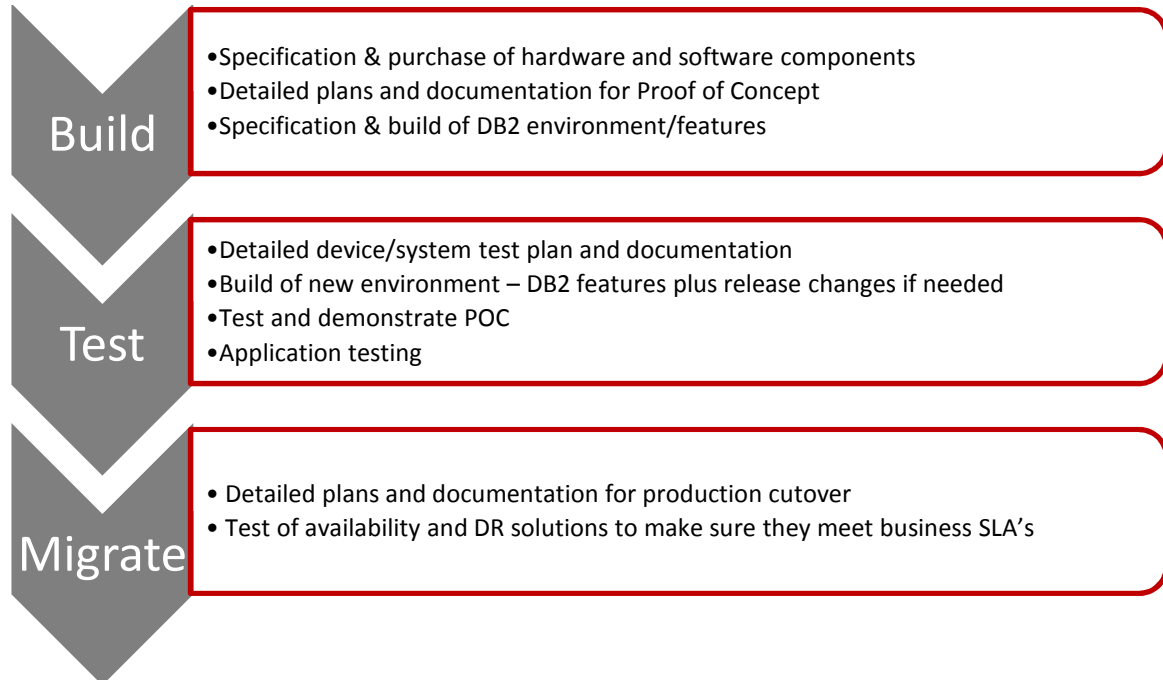 Build
•Specification & purchase of hardware and software components
•Detailed plans and documentation for Proof of Concept
•Specification & build of DB2 environment/features
Test
•Detailed device/system test plan and documentation
•Build of new environment – DB2 features plus release changes if needed
•Test and demonstrate POC
•Application testing
Migrate
• Detailed plans and documentation for production cutover
• Test of availability and DR solutions to make sure they meet business SLA's